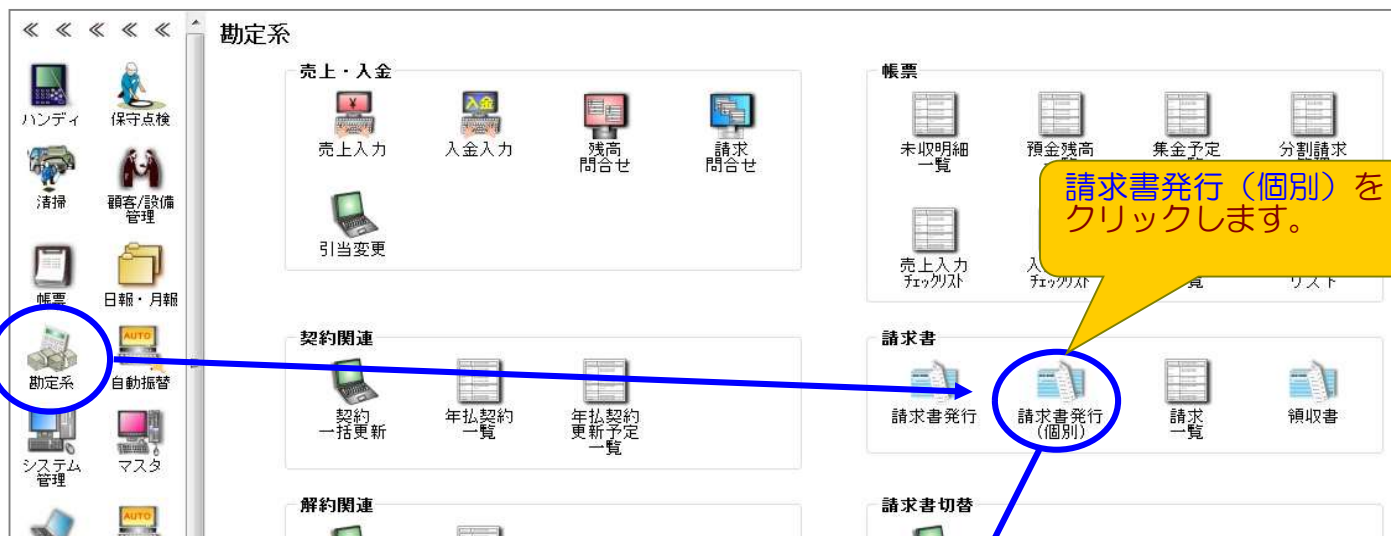 ≪ ≪ ≪ ≪ ≪
ハンディ
保守点検
清掃
顧客/設備
管理
帳票
日報・月報
勘定系
AUTO
自動振替
システム
管理
マスタ
AUTO
勘定系
売上・入金
¥
売上入力
入金
入金入力
残高
問合せ
請求
問合せ
引当変更
帳票
未収明細
一覧
預金残高
集金予定
分割請求
請求書発行（個別）を
クリックします。
売上入力
チェックリスト
チェックリスト
覧
リスト
契約関連
契約
一括更新
年払契約
一覧
年払契約
更新予定
一覧
請求書
請求書発行
請求書発行
（個別）
請求
一覧
領収書
解約関連
請求書切替